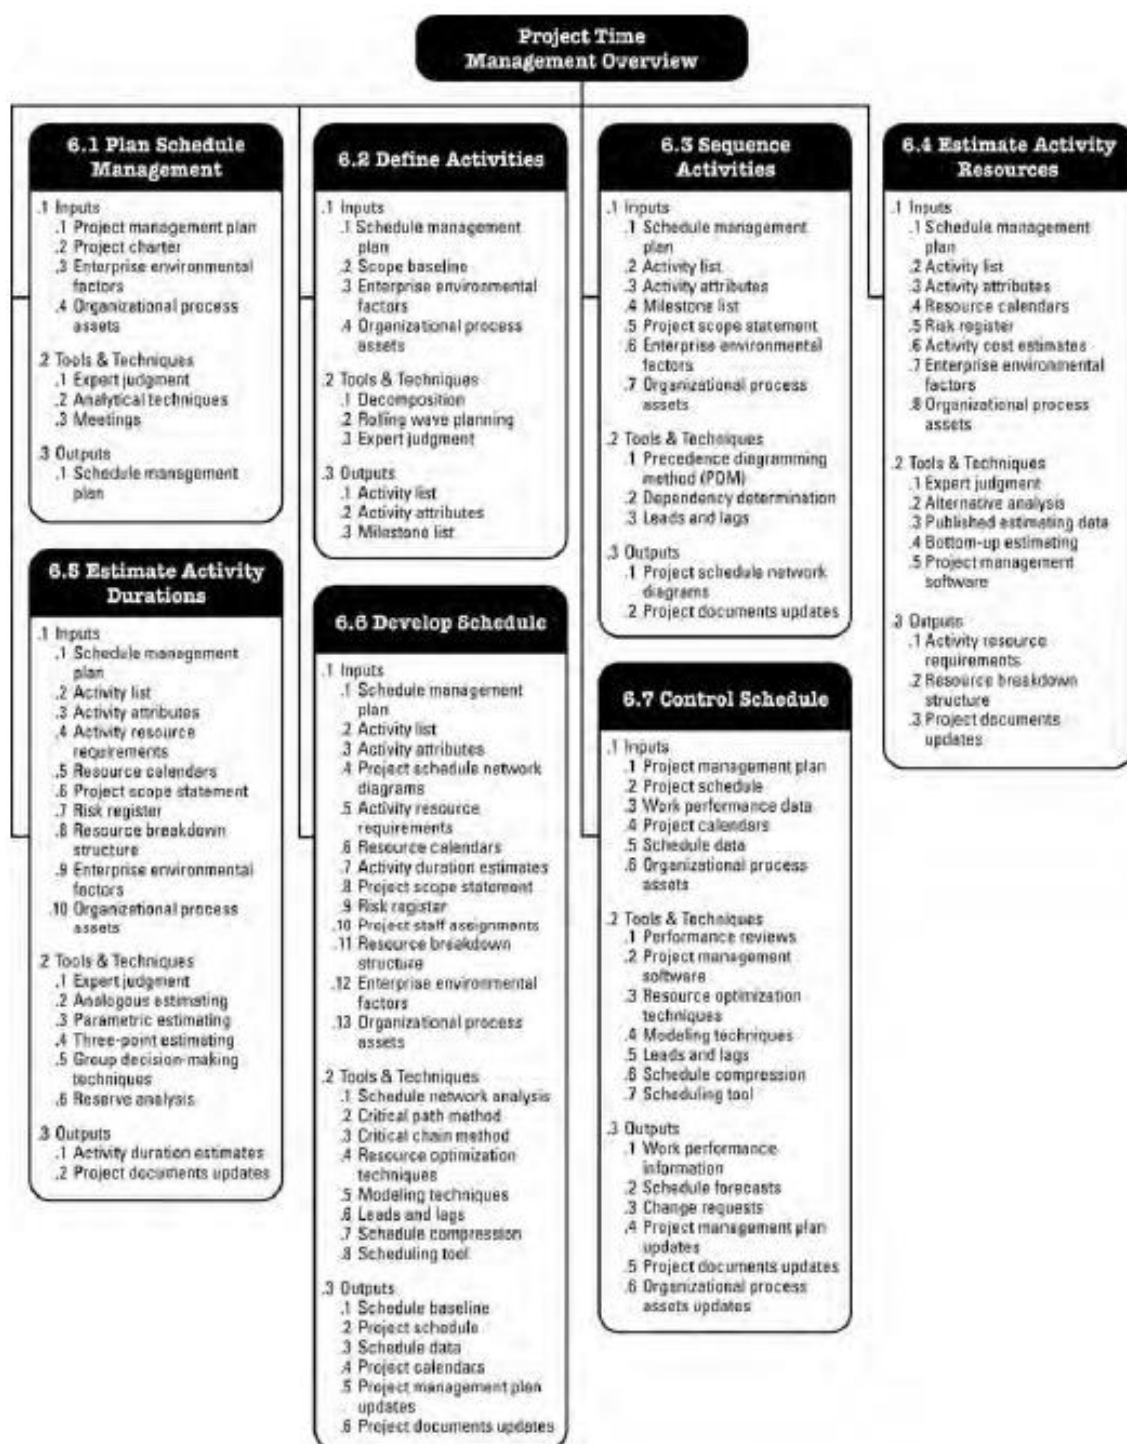 Project Time
Management Overview
6.1 Plan Schedule
Management
.1 Inputs
.1 Project management plan
.2 Project charter
.3 Enterprise environmental
factors
.4 Organizational process
assets
.2 Tools & Techniques
.1 Expert judgment
.2 Analytical techniques
.3 Meetings
.3 Outputs
.1 Schedule management
plan
6.2 Define Activities
.1 Inputs
.1 Schedule management
plan
.2 Scope baseline
.3 Enterprise environmental
factors
.4 Organizational process
assets
.2 Tools & Techniques
.1 Decomposition
.2 Rolling wave planning
.3 Expert judgment
.3 Outputs
.1 Activity list
.2 Activity attributes
.3 Milestone list
6.3 Sequence
Activities
.1 Inputs
.1 Schedule management
plan
.2 Activity list
.3 Activity attributes
.4 Milestone list
.5 Project scope statement
.6 Enterprise environmental
factors
.7 Organizational process
assets
.2 Tools & Techniques
.1 Precedence diagramming
method (PDM)
.2 Dependency determination
.3 Leads and lags
.3 Outputs
.1 Project schedule network
diagrams
.2 Project documents updates
6.4 Estimate Activity
Resources
.1 Inputs
.1 Schedule management
plan
.2 Activity list
.3 Activity attributes
.4 Resource calendars
.5 Risk register
.6 Activity cost estimates
.7 Enterprise environmental
factors
.8 Organizational process
assets
.2 Tools & Techniques
.1 Expert judgment
.2 Alternative analysis
.3 Published estimating data
.4 Bottom-up estimating
.5 Project management
software
.3 Outputs
.1 Activity resource
requirements
.2 Resource breakdown
structure
.3 Project documents
updates
6.5 Estimate Activity
Durations
.1 Inputs
.1 Schedule management
plan
.2 Activity list
.3 Activity attributes
.4 Activity resource
requirements
.5 Resource calendars
.6 Project scope statement
.7 Risk register
.8 Resource breakdown
structure
.9 Enterprise environmental
factors
.10 Organizational process
assets
.2 Tools & Techniques
.1 Expert judgment
.2 Analogous estimating
.3 Parametric estimating
.4 Three-point estimating
.5 Group decision-making
techniques
.6 Reserve analysis
.3 Outputs
.1 Activity duration estimates
.2 Project documents updates
6.6 Develop Schedule
.1 Inputs
.1 Schedule management
plan
.2 Activity list
.3 Activity attributes
.4 Project schedule network
diagrams
.5 Activity resource
requirements
.6 Resource calendars
.7 Activity duration estimates
.8 Project scope statement
.9 Risk register
.10 Project staff assignments
.11 Resource breakdown
structure
.12 Enterprise environmental
factors
.13 Organizational process
assets
.2 Tools & Techniques
.1 Schedule network analysis
.2 Critical path method
.3 Critical chain method
.4 Resource optimization
techniques
.5 Modeling techniques
.6 Leads and lags
.7 Schedule compression
.8 Scheduling tool
.3 Outputs
.1 Schedule baseline
.2 Project schedule
.3 Schedule data
.4 Project calendars
.5 Project management plan
updates
.6 Project documents updates
6.7 Control Schedule
.1 Inputs
.1 Project management plan
.2 Project schedule
.3 Work performance data
.4 Project calendars
.5 Schedule data
.6 Organizational process
assets
.2 Tools & Techniques
.1 Performance reviews
.2 Project management
software
.3 Resource optimization
techniques
.4 Modeling techniques
.5 Leads and lags
.6 Schedule compression
.7 Scheduling tool
.3 Outputs
.1 Work performance
information
.2 Schedule forecasts
.3 Change requests
.4 Project management plan
updates
.5 Project documents updates
.6 Organizational process
assets updates